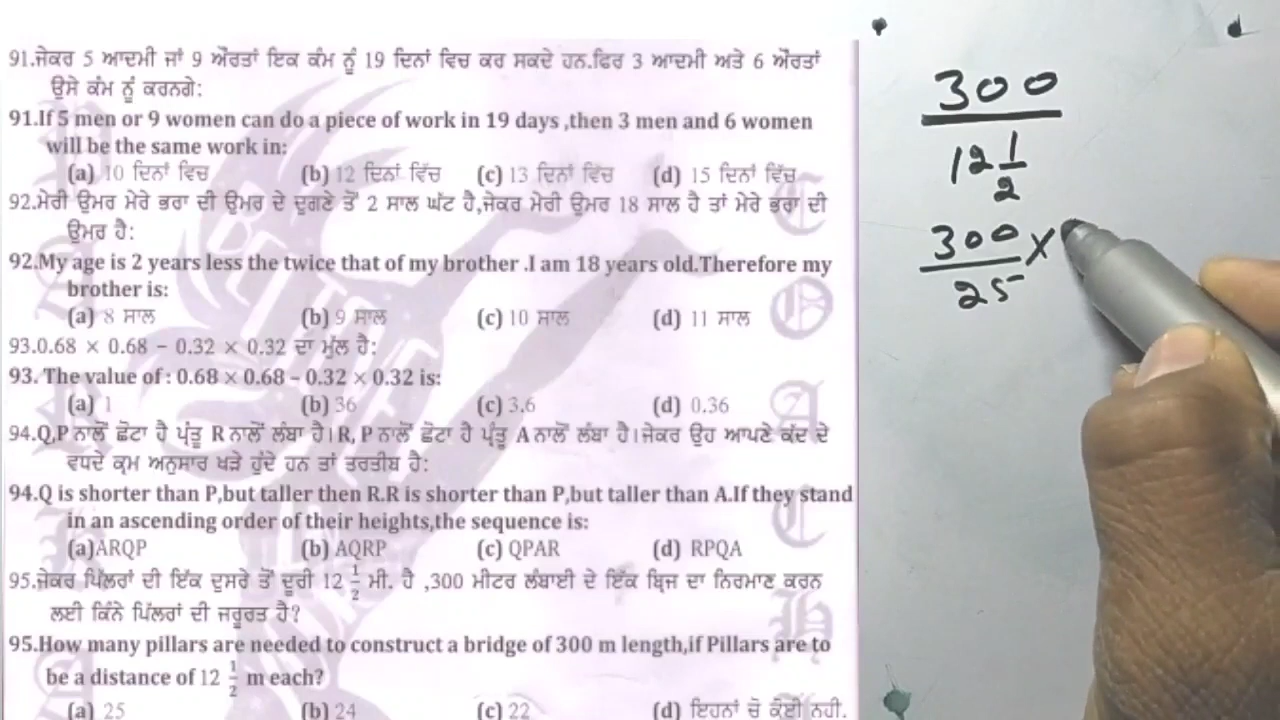 91.ਜੇਕਰ 5 ਆਦਮੀ ਜਾਂ 9 ਔਰਤਾਂ ਇਕ ਕੰਮ ਨੂੰ 19 ਦਿਨਾਂ ਵਿਚ ਕਰ ਸਕਦੇ ਹਨ.ਫਿਰ 3 ਆਦਮੀ ਅਤੇ 6 ਔਰਤਾਂ
ਉਸੇ ਕੰਮ ਨੂੰ ਕਰਨਗੇ:
91.If 5 men or 9 women can do a piece of work in 19 days ,then 3 men and 6 women
will be the same work in:
(a) 10 ਦਿਨਾਂ ਵਿਚ (b) 12 ਦਿਨਾਂ ਵਿੱਚ (c) 13 ਦਿਨਾਂ ਵਿੱਚ (d) 15 ਦਿਨਾਂ ਵਿੱਚ
92.ਮੇਰੀ ਉਮਰ ਮੇਰੇ ਭਰਾ ਦੀ ਉਮਰ ਦੇ ਦੁਗਣੇ ਤੋਂ 2 ਸਾਲ ਘੱਟ ਹੈ,ਜੇਕਰ ਮੇਰੀ ਉਮਰ 18 ਸਾਲ ਹੈ ਤਾਂ ਮੇਰੇ ਭਰਾ ਦੀ
ਉਮਰ ਹੈ:
92.My age is 2 years less the twice that of my brother .I am 18 years old.Therefore my
brother is:
(a) 8 ਸਾਲ (b) 9 ਸਾਲ (c) 10 ਸਾਲ (d) 11 ਸਾਲ
93.0.68 × 0.68 – 0.32 × 0.32 ਦਾ ਮੁੱਲ ਹੈ:
93. The value of : 0.68 × 0.68 – 0.32 × 0.32 is:
(a) 1 (b) 36 (c) 3.6 (d) 0.36
94.Q,P ਨਾਲੋਂ ਛੋਟਾ ਹੈ ਪ੍ਰੰਤੂ R ਨਾਲੋਂ ਲੰਬਾ ਹੈ। R, P ਨਾਲੋਂ ਛੋਟਾ ਹੈ ਪ੍ਰੰਤੂ A ਨਾਲੋਂ ਲੰਬਾ ਹੈ।ਜੇਕਰ ਉਹ ਆਪਣੇ ਕੱਦ ਦੇ
ਵਧਦੇ ਕ੍ਰਮ ਅਨੁਸਾਰ ਖੜੇ ਹੁੰਦੇ ਹਨ ਤਾਂ ਤਰਤੀਬ ਹੈ:
94.Q is shorter than P,but taller then R.R is shorter than P,but taller than A.If they stand
in an ascending order of their heights,the sequence is:
(a)ARQP (b) AQRP (c) QPAR (d) RPQA
95.ਜੇਕਰ ਪਿੱਲਰਾਂ ਦੀ ਇੱਕ ਦੁਸਰੇ ਤੋਂ ਦੂਰੀ 12 1/2 ਮੀ. ਹੈ ,300 ਮੀਟਰ ਲੰਬਾਈ ਦੇ ਇੱਕ ਬ੍ਰਿਜ ਦਾ ਨਿਰਮਾਣ ਕਰਨ
ਲਈ ਕਿੰਨੇ ਪਿੱਲਰਾਂ ਦੀ ਜਰੂਰਤ ਹੈ?
95.How many pillars are needed to construct a bridge of 300 m length,if Pillars are to
be a distance of 12 1/2 m each?
(a) 25 (b) 24 (c) 22 (d) ਇਹਨਾਂ ਚੋ ਕੋਈ ਨਹੀ.
300
12 1/2
300 ×
25